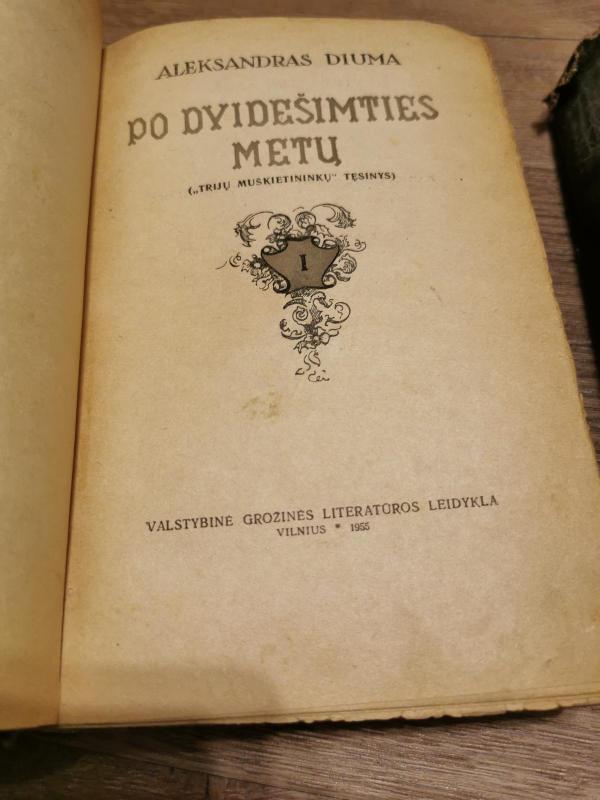 ALEKSANDRAS DIUMA
PO DVIDEŠIMTIES
METŲ
(„TRIJŲ MUŠKIETININKŲ“ TĘSINYS)
I
VALSTYBINĖ GROŽINĖS LITERATŪROS LEIDYKLA
VILNIUS * 1955